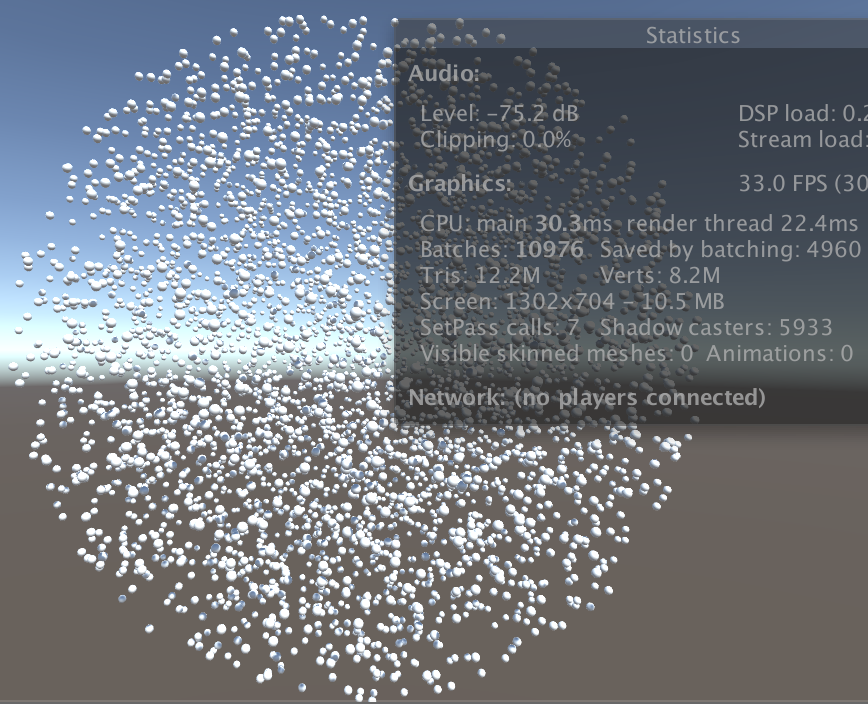 Statistics
Audio:
Level: -75.2 dB DSP load: 0.2
Clipping: 0.0% Stream load:
Graphics: 33.0 FPS (30
CPU: main 30.3ms render thread 22.4ms
Batches: 10976 Saved by batching: 4960
Tris: 12.2M Verts: 8.2M
Screen: 1302x704 - 10.5 MB
SetPass calls: 7 Shadow casters: 5933
Visible skinned meshes: 0 Animations: 0
Network: (no players connected)